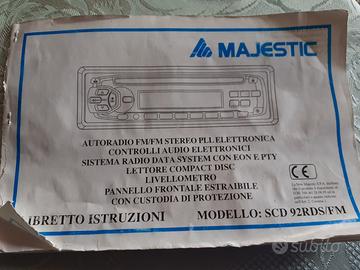 MAJESTIC
AUTORADIO FM/FM STEREO PLL ELETTRONICA
CONTROLLI AUDIO ELETTRONICI
SISTEMA RADIO DATA SYSTEM CON EON E PTY
LETTORE COMPACT DISC
LIVELLOMETRO
PANNELLO FRONTALE ESTRAIBILE
CON CUSTODIA DI PROTEZIONE
CE
IBRETTO ISTRUZIONI
MODELLO: SCD 92RDS/FM
subito